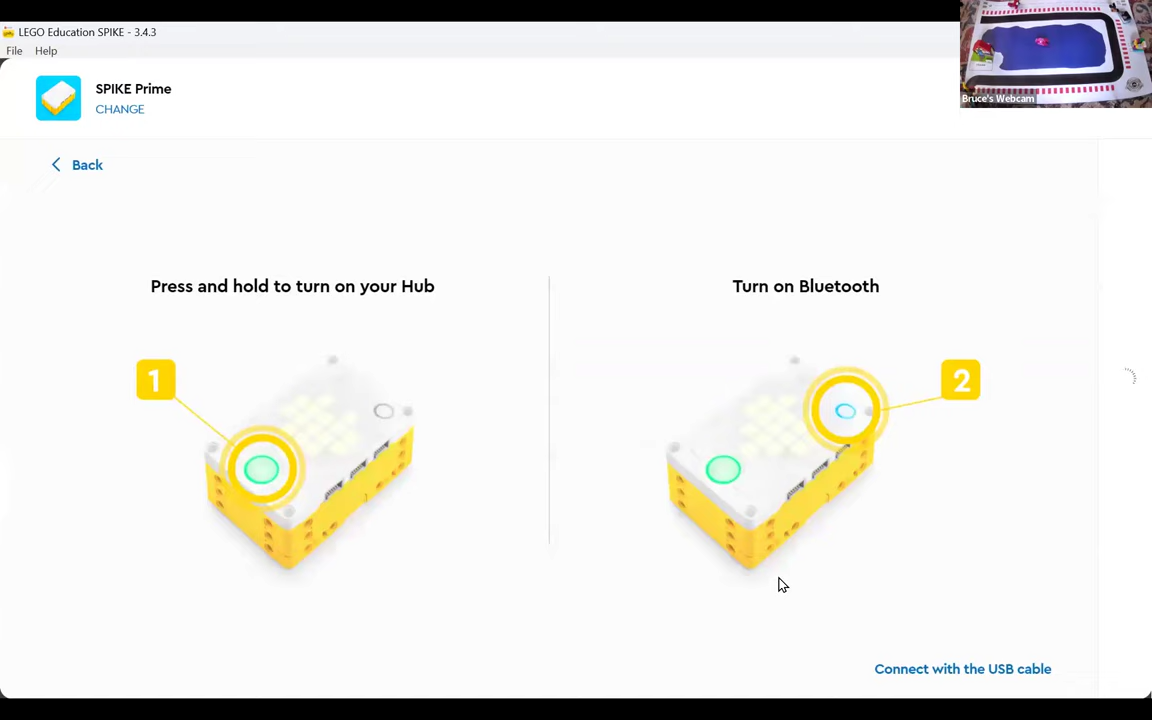 LEGO Education SPIKE - 3.4.3
File Help
SPIKE Prime
CHANGE
Back
Press and hold to turn on your Hub
Turn on Bluetooth
1
2
Connect with the USB cable
Bruce's Webcam